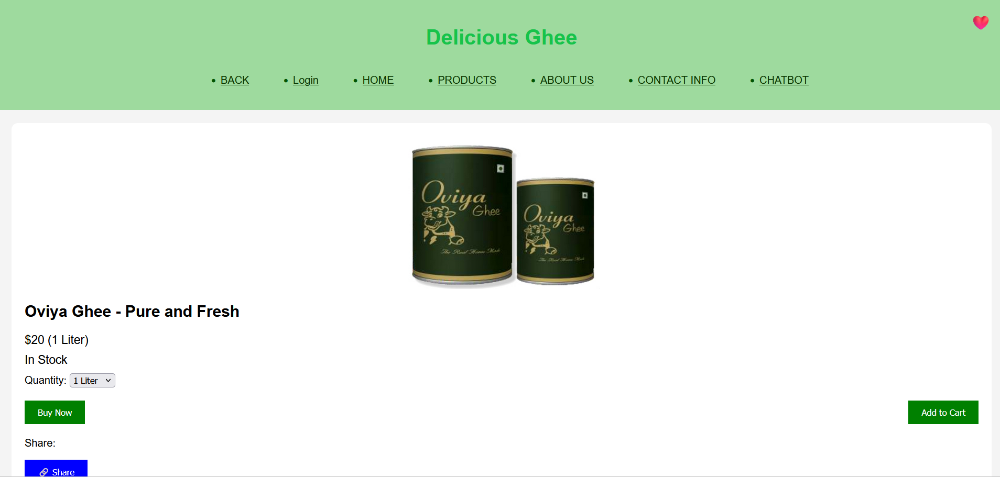 Delicious Ghee
BACK
Login
HOME
PRODUCTS
ABOUT US
CONTACT INFO
CHATBOT
Oviya
Ghee
The Real Home Made
Oviya
Ghee
The Real Home Made
Oviya Ghee - Pure and Fresh
$20 (1 Liter)
In Stock
Quantity: 1 Liter
Buy Now
Add to Cart
Share:
Share